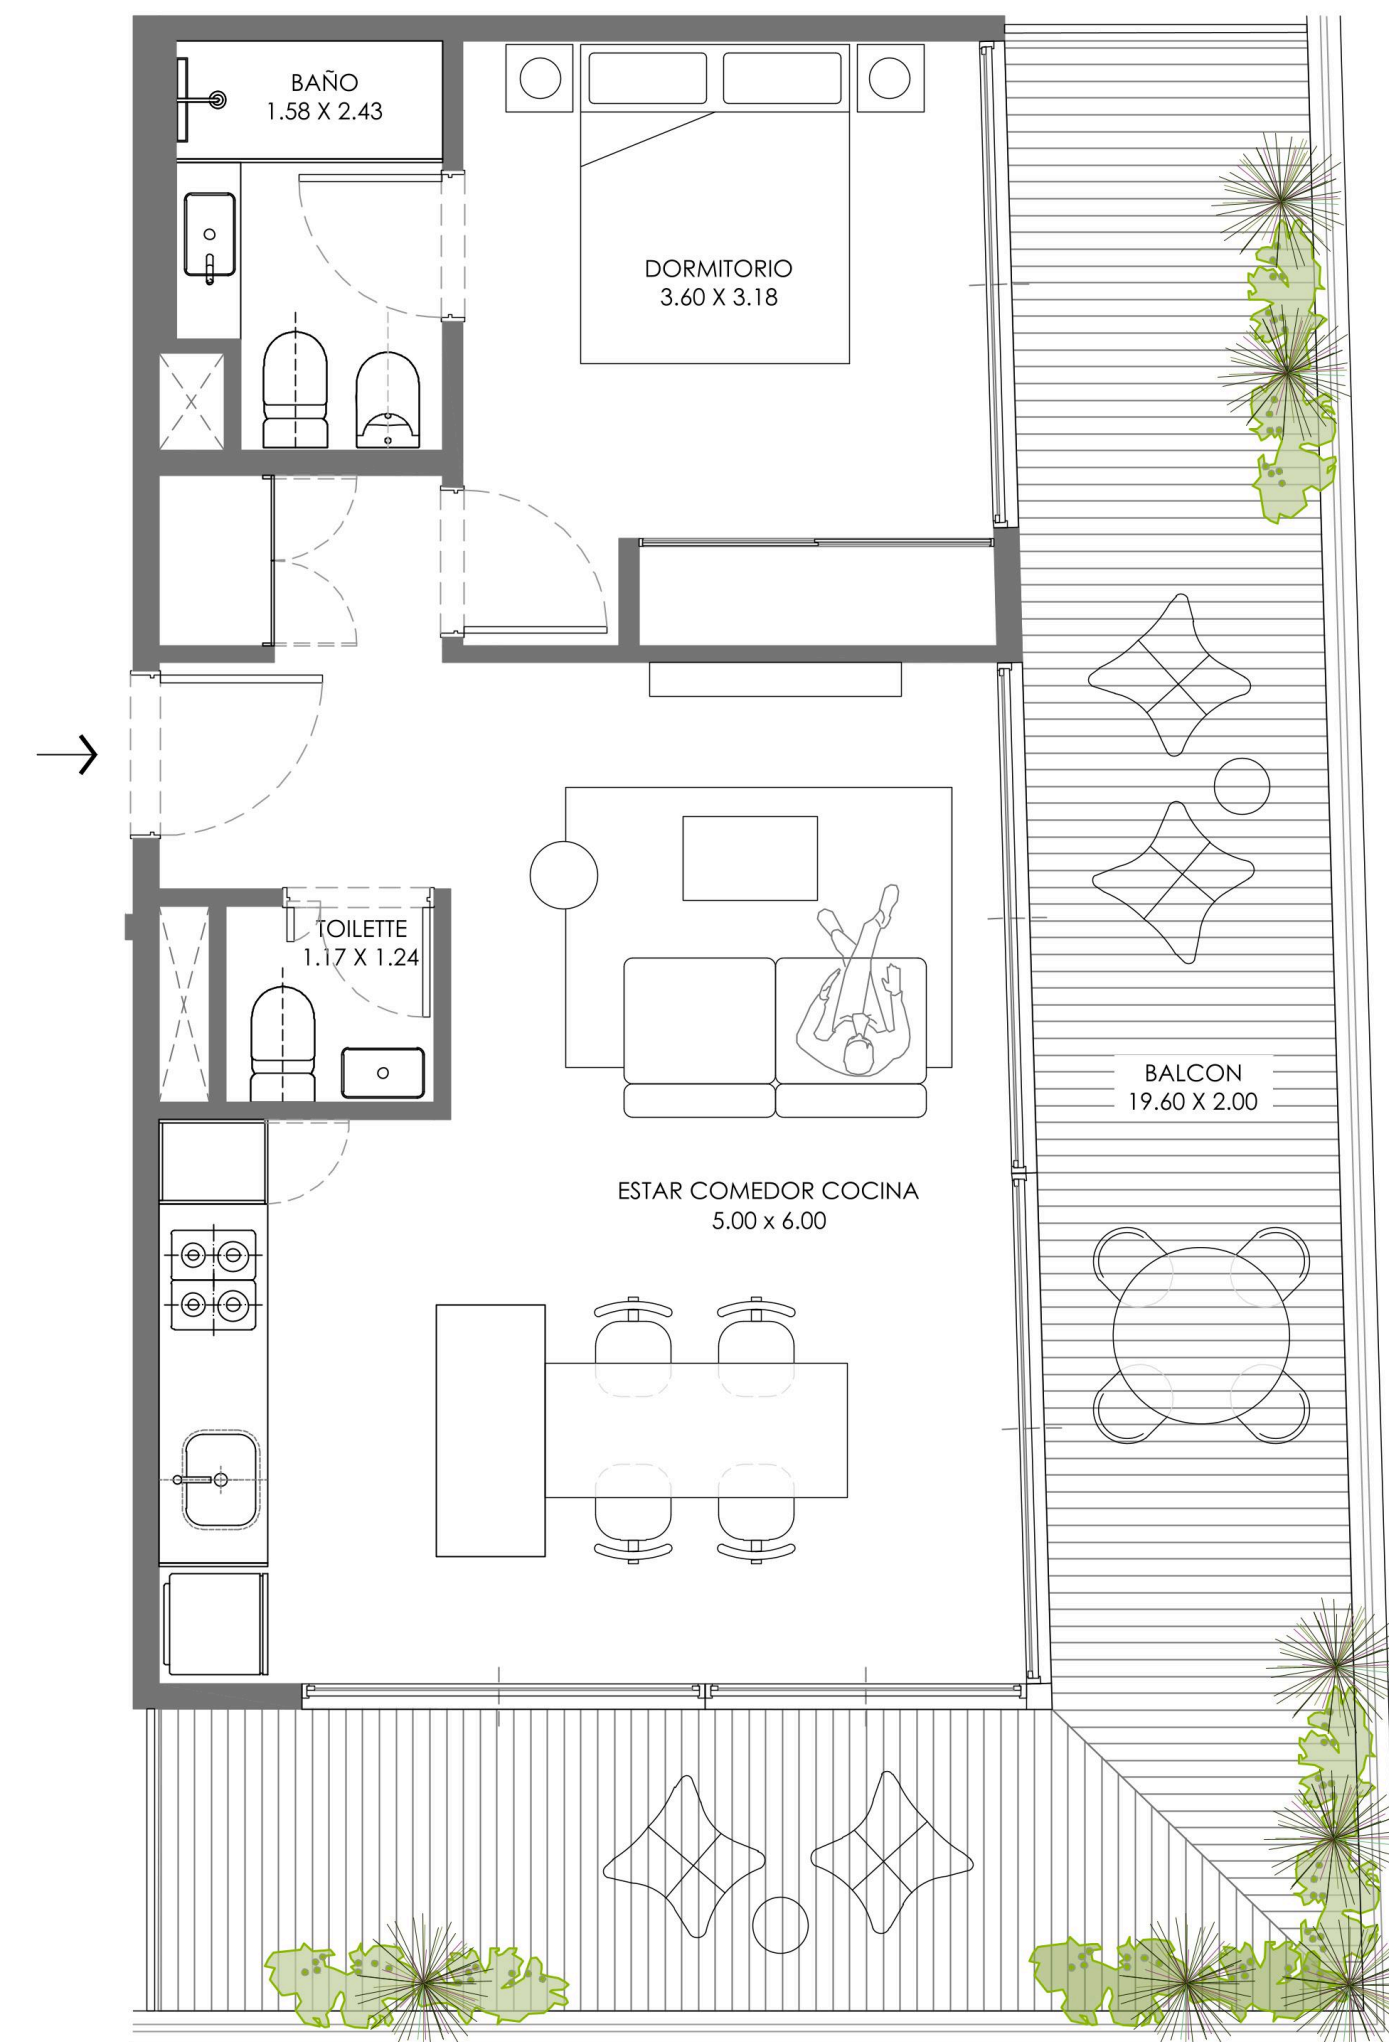 BAÑO
1.58 X 2.43
DORMITORIO
3.60 X 3.18
TOILETTE
1.17 X 1.24
BALCON
19.60 X 2.00
ESTAR COMEDOR COCINA
5.00 x 6.00